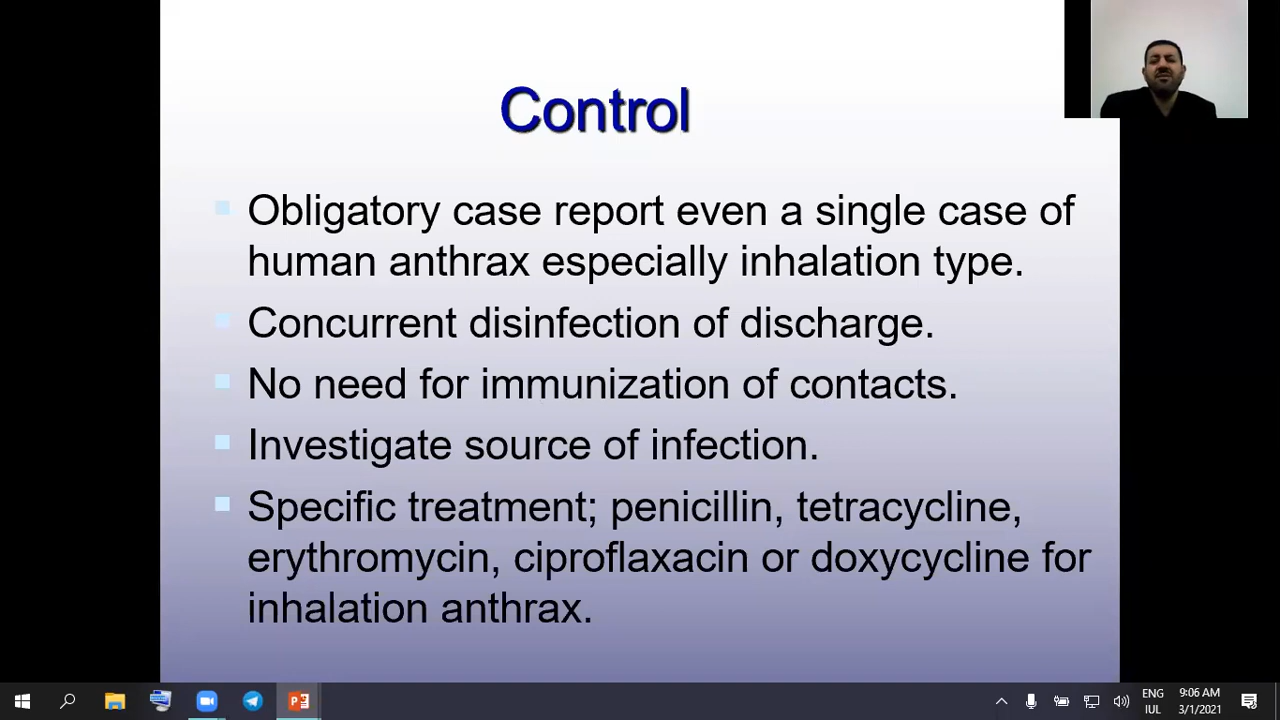 Control
Obligatory case report even a single case of
human anthrax especially inhalation type.
Concurrent disinfection of discharge.
No need for immunization of contacts.
Investigate source of infection.
Specific treatment; penicillin, tetracycline,
erythromycin, ciproflaxacin or doxycycline for
inhalation anthrax.
ENG
IUL
9:06 AM
3/1/2021